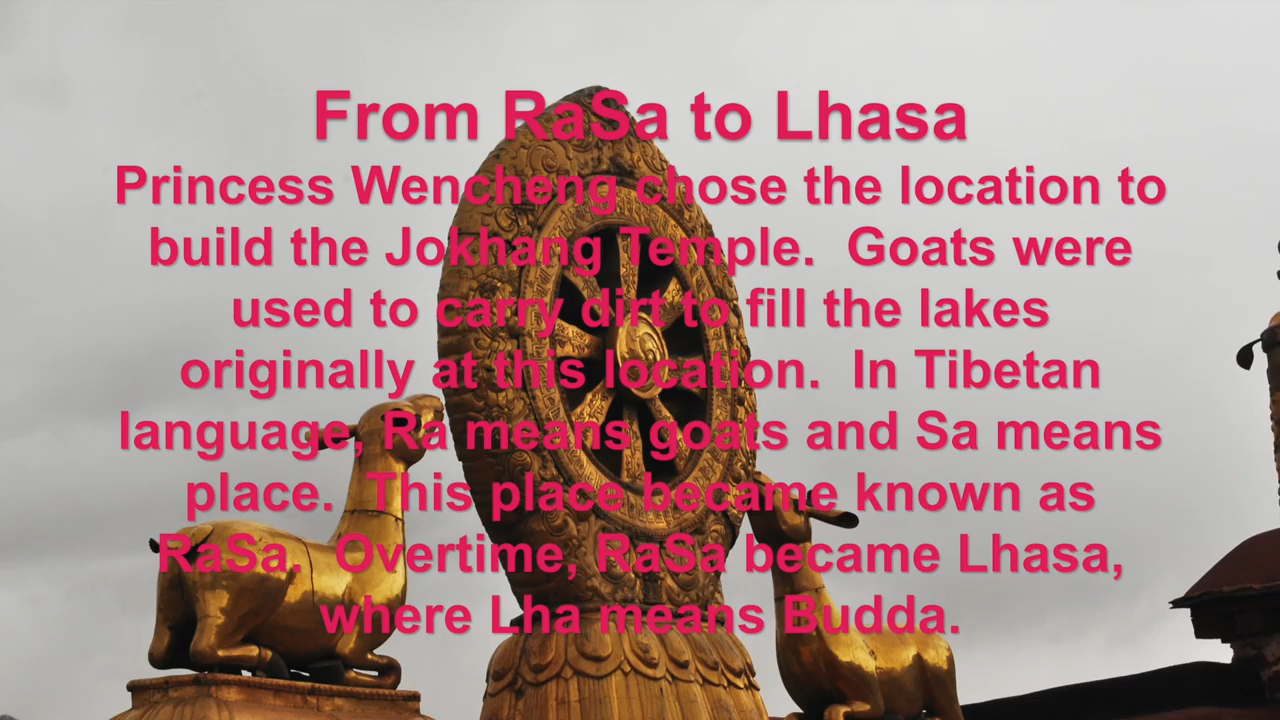 From RaSa to Lhasa
Princess Wencheng chose the location to
build the Jokhang Temple.  Goats were
used to carry dirt to fill the lakes
originally at this location.  In Tibetan
language, Ra means goats and Sa means
place.  This place became known as
RaSa.  Overtime, RaSa became Lhasa,
where Lha means Budda.